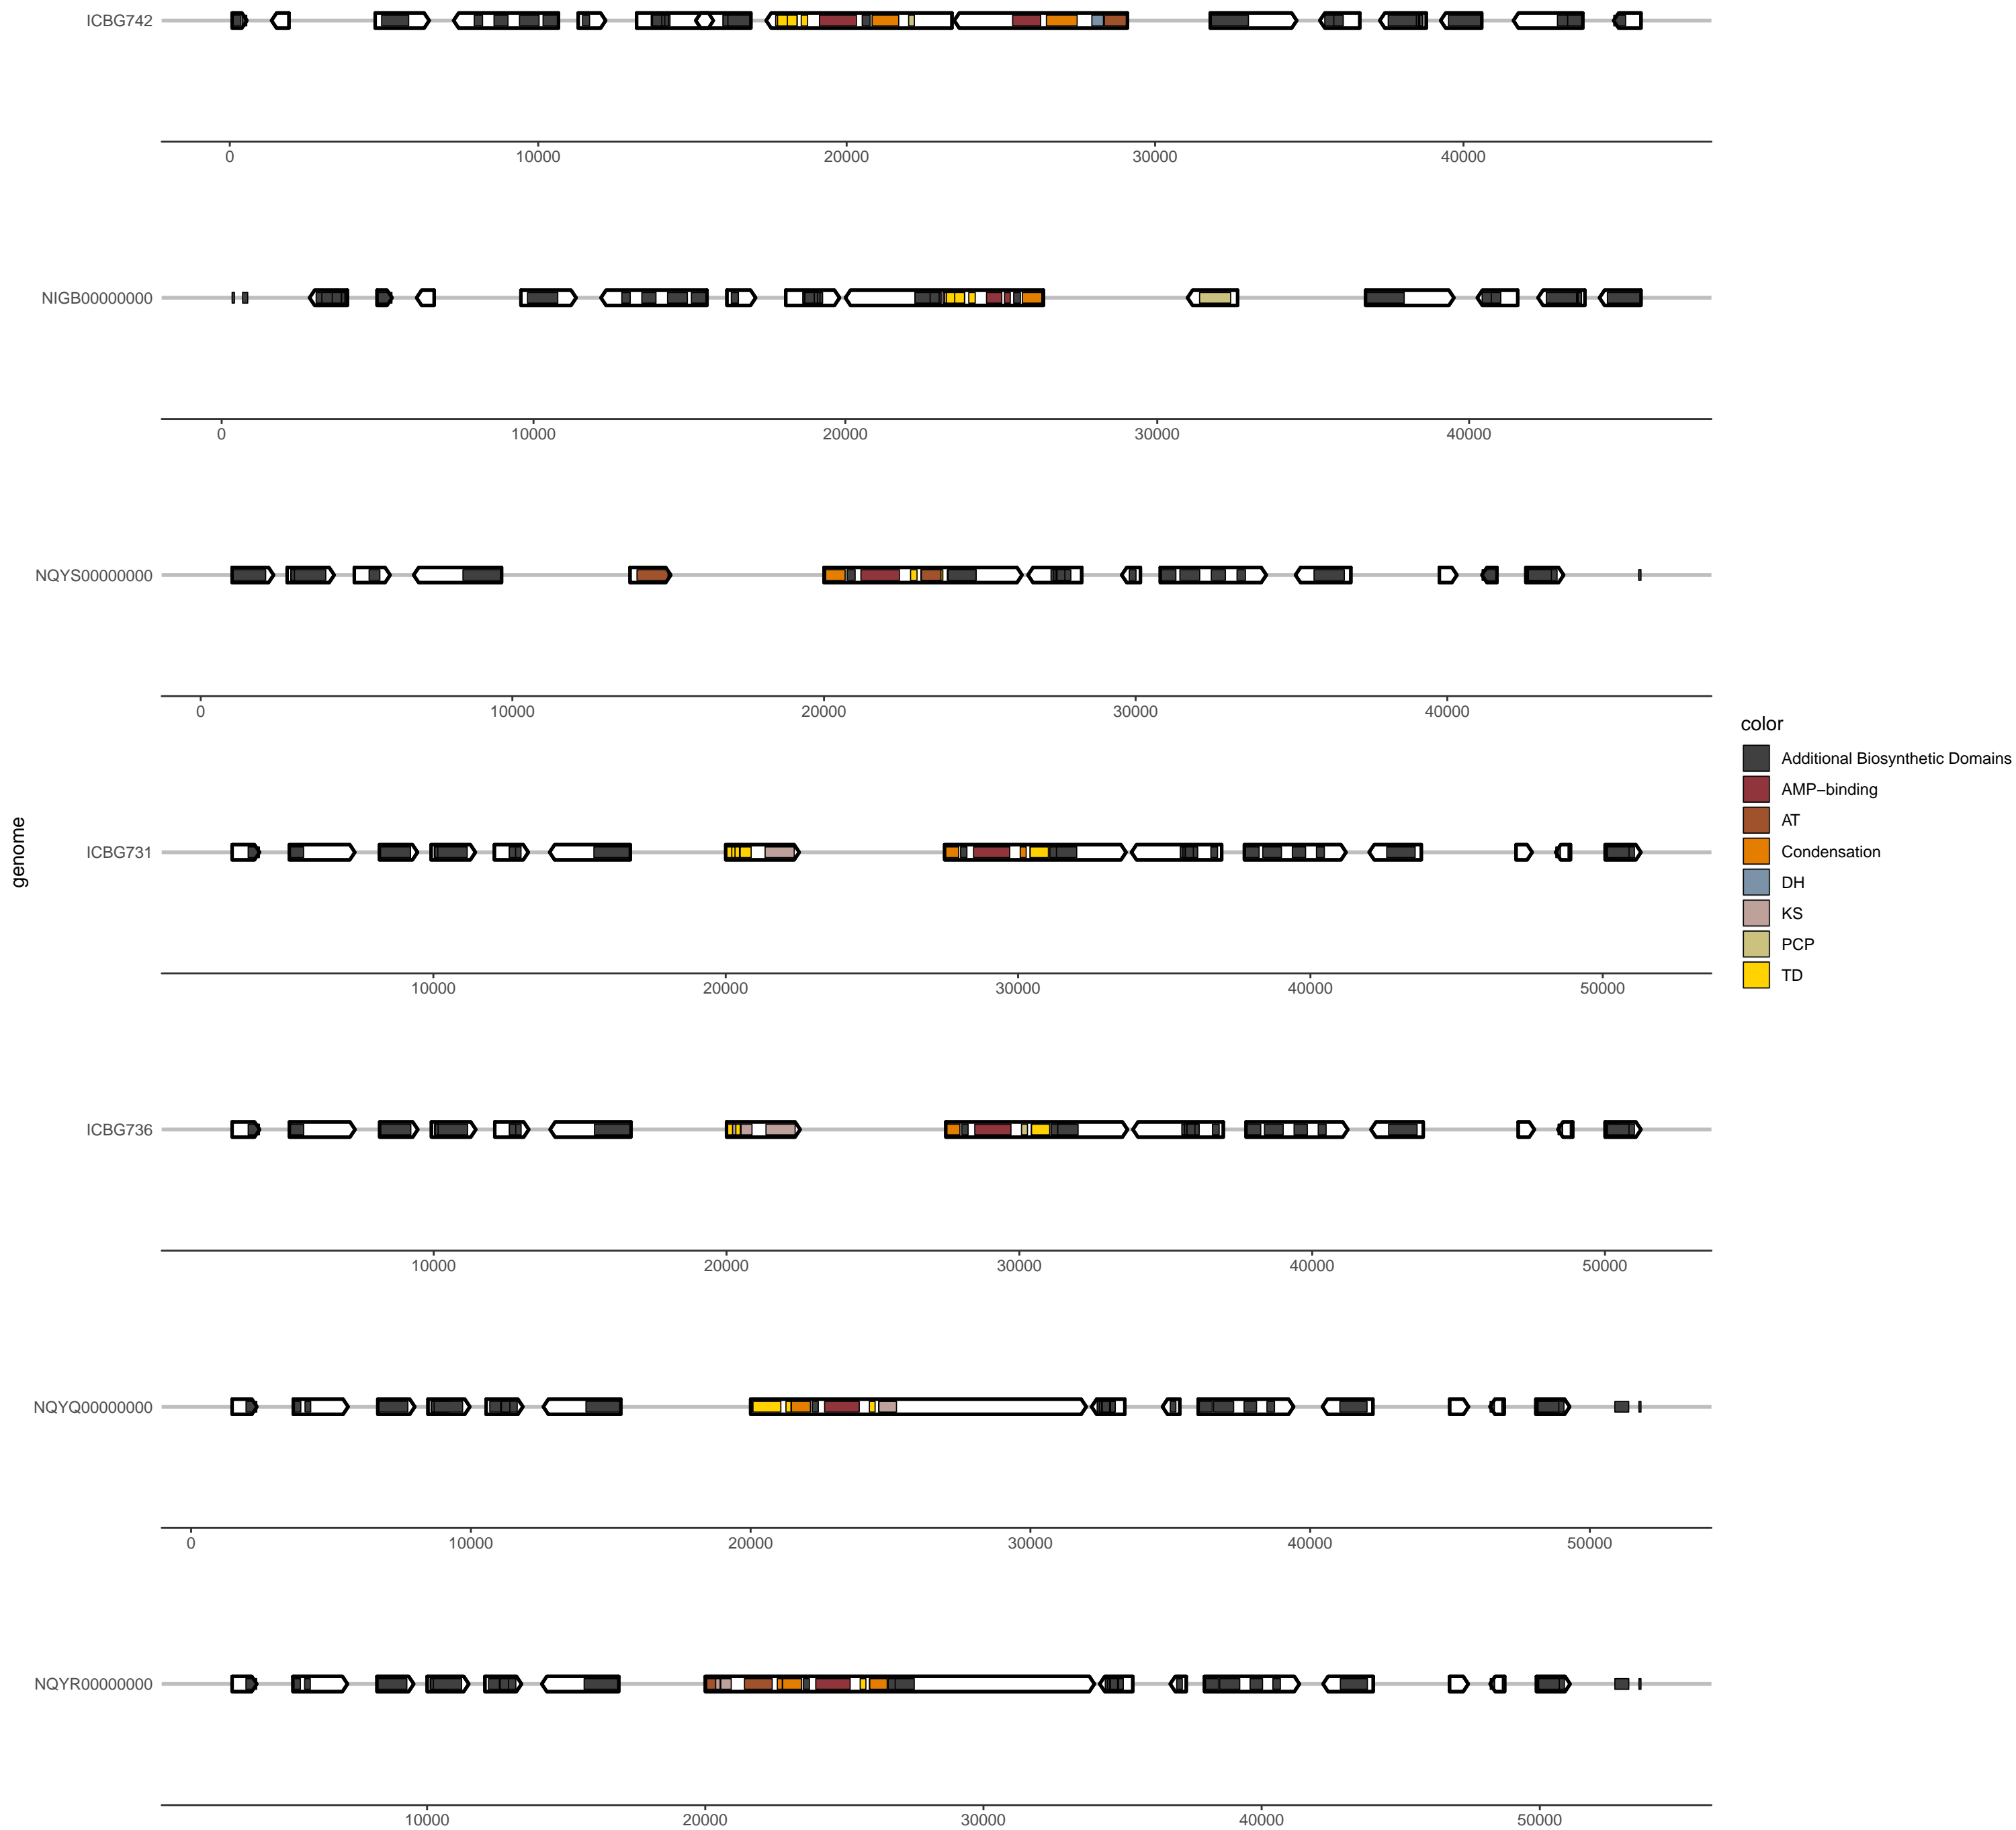 ICBG742
0 10000 20000 30000 40000
NIGB00000000
0 10000 20000 30000 40000
NQYS00000000
0 10000 20000 30000 40000
ICBG731
10000 20000 30000 40000 50000
ICBG736
10000 20000 30000 40000 50000
NQYQ00000000
0 10000 20000 30000 40000 50000
NQYR00000000
10000 20000 30000 40000 50000
genome
color
Additional Biosynthetic Domains
AMP−binding
AT
Condensation
DH
KS
PCP
TD